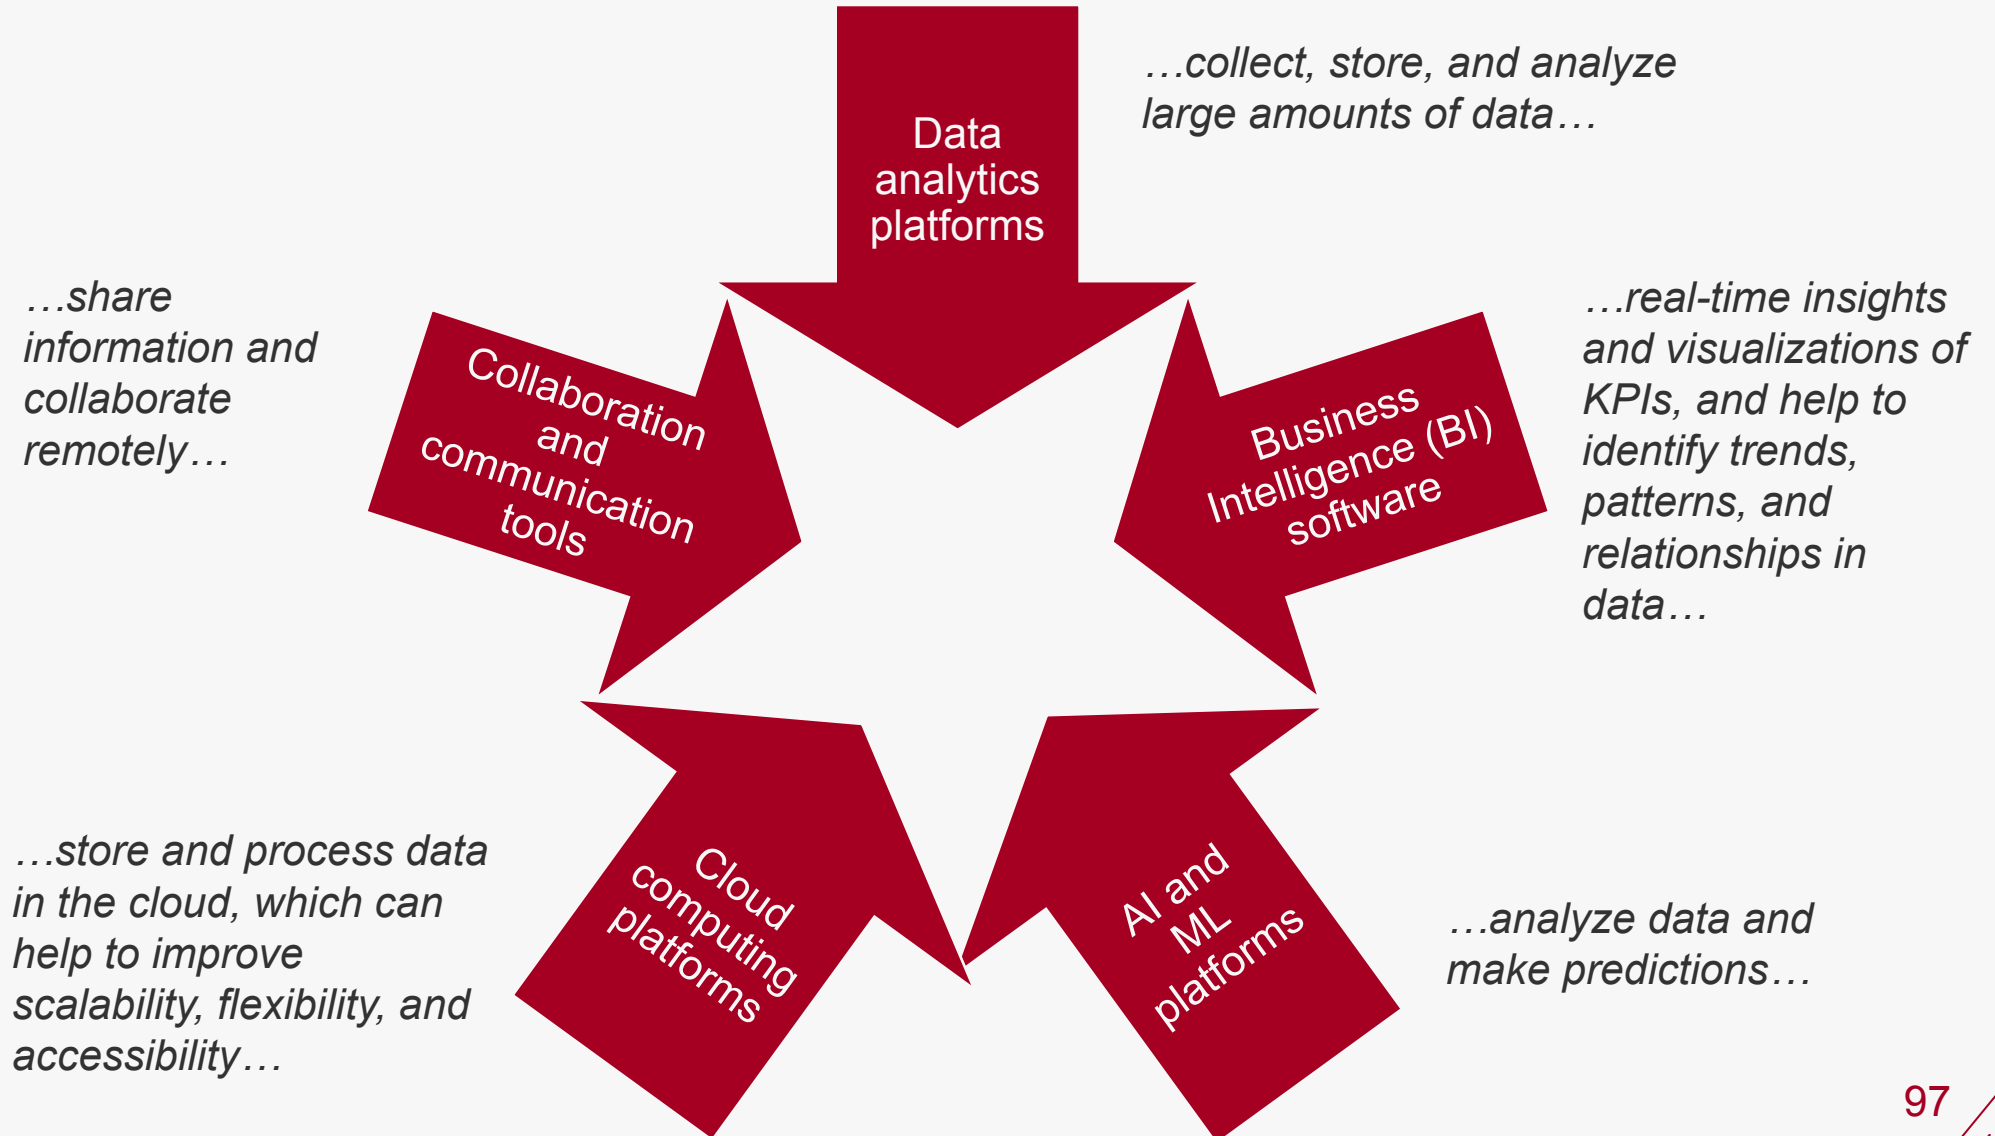 Data
analytics
platforms
…collect, store, and analyze
large amounts of data…
Business
Intelligence (BI)
software
…real-time insights
and visualizations of
KPIs, and help to
identify trends,
patterns, and
relationships in
data…
AI and
ML
platforms
…analyze data and
make predictions…
Cloud
computing
platforms
…store and process data
in the cloud, which can
help to improve
scalability, flexibility, and
accessibility…
Collaboration
and
communication
tools
…share
information and
collaborate
remotely…
97